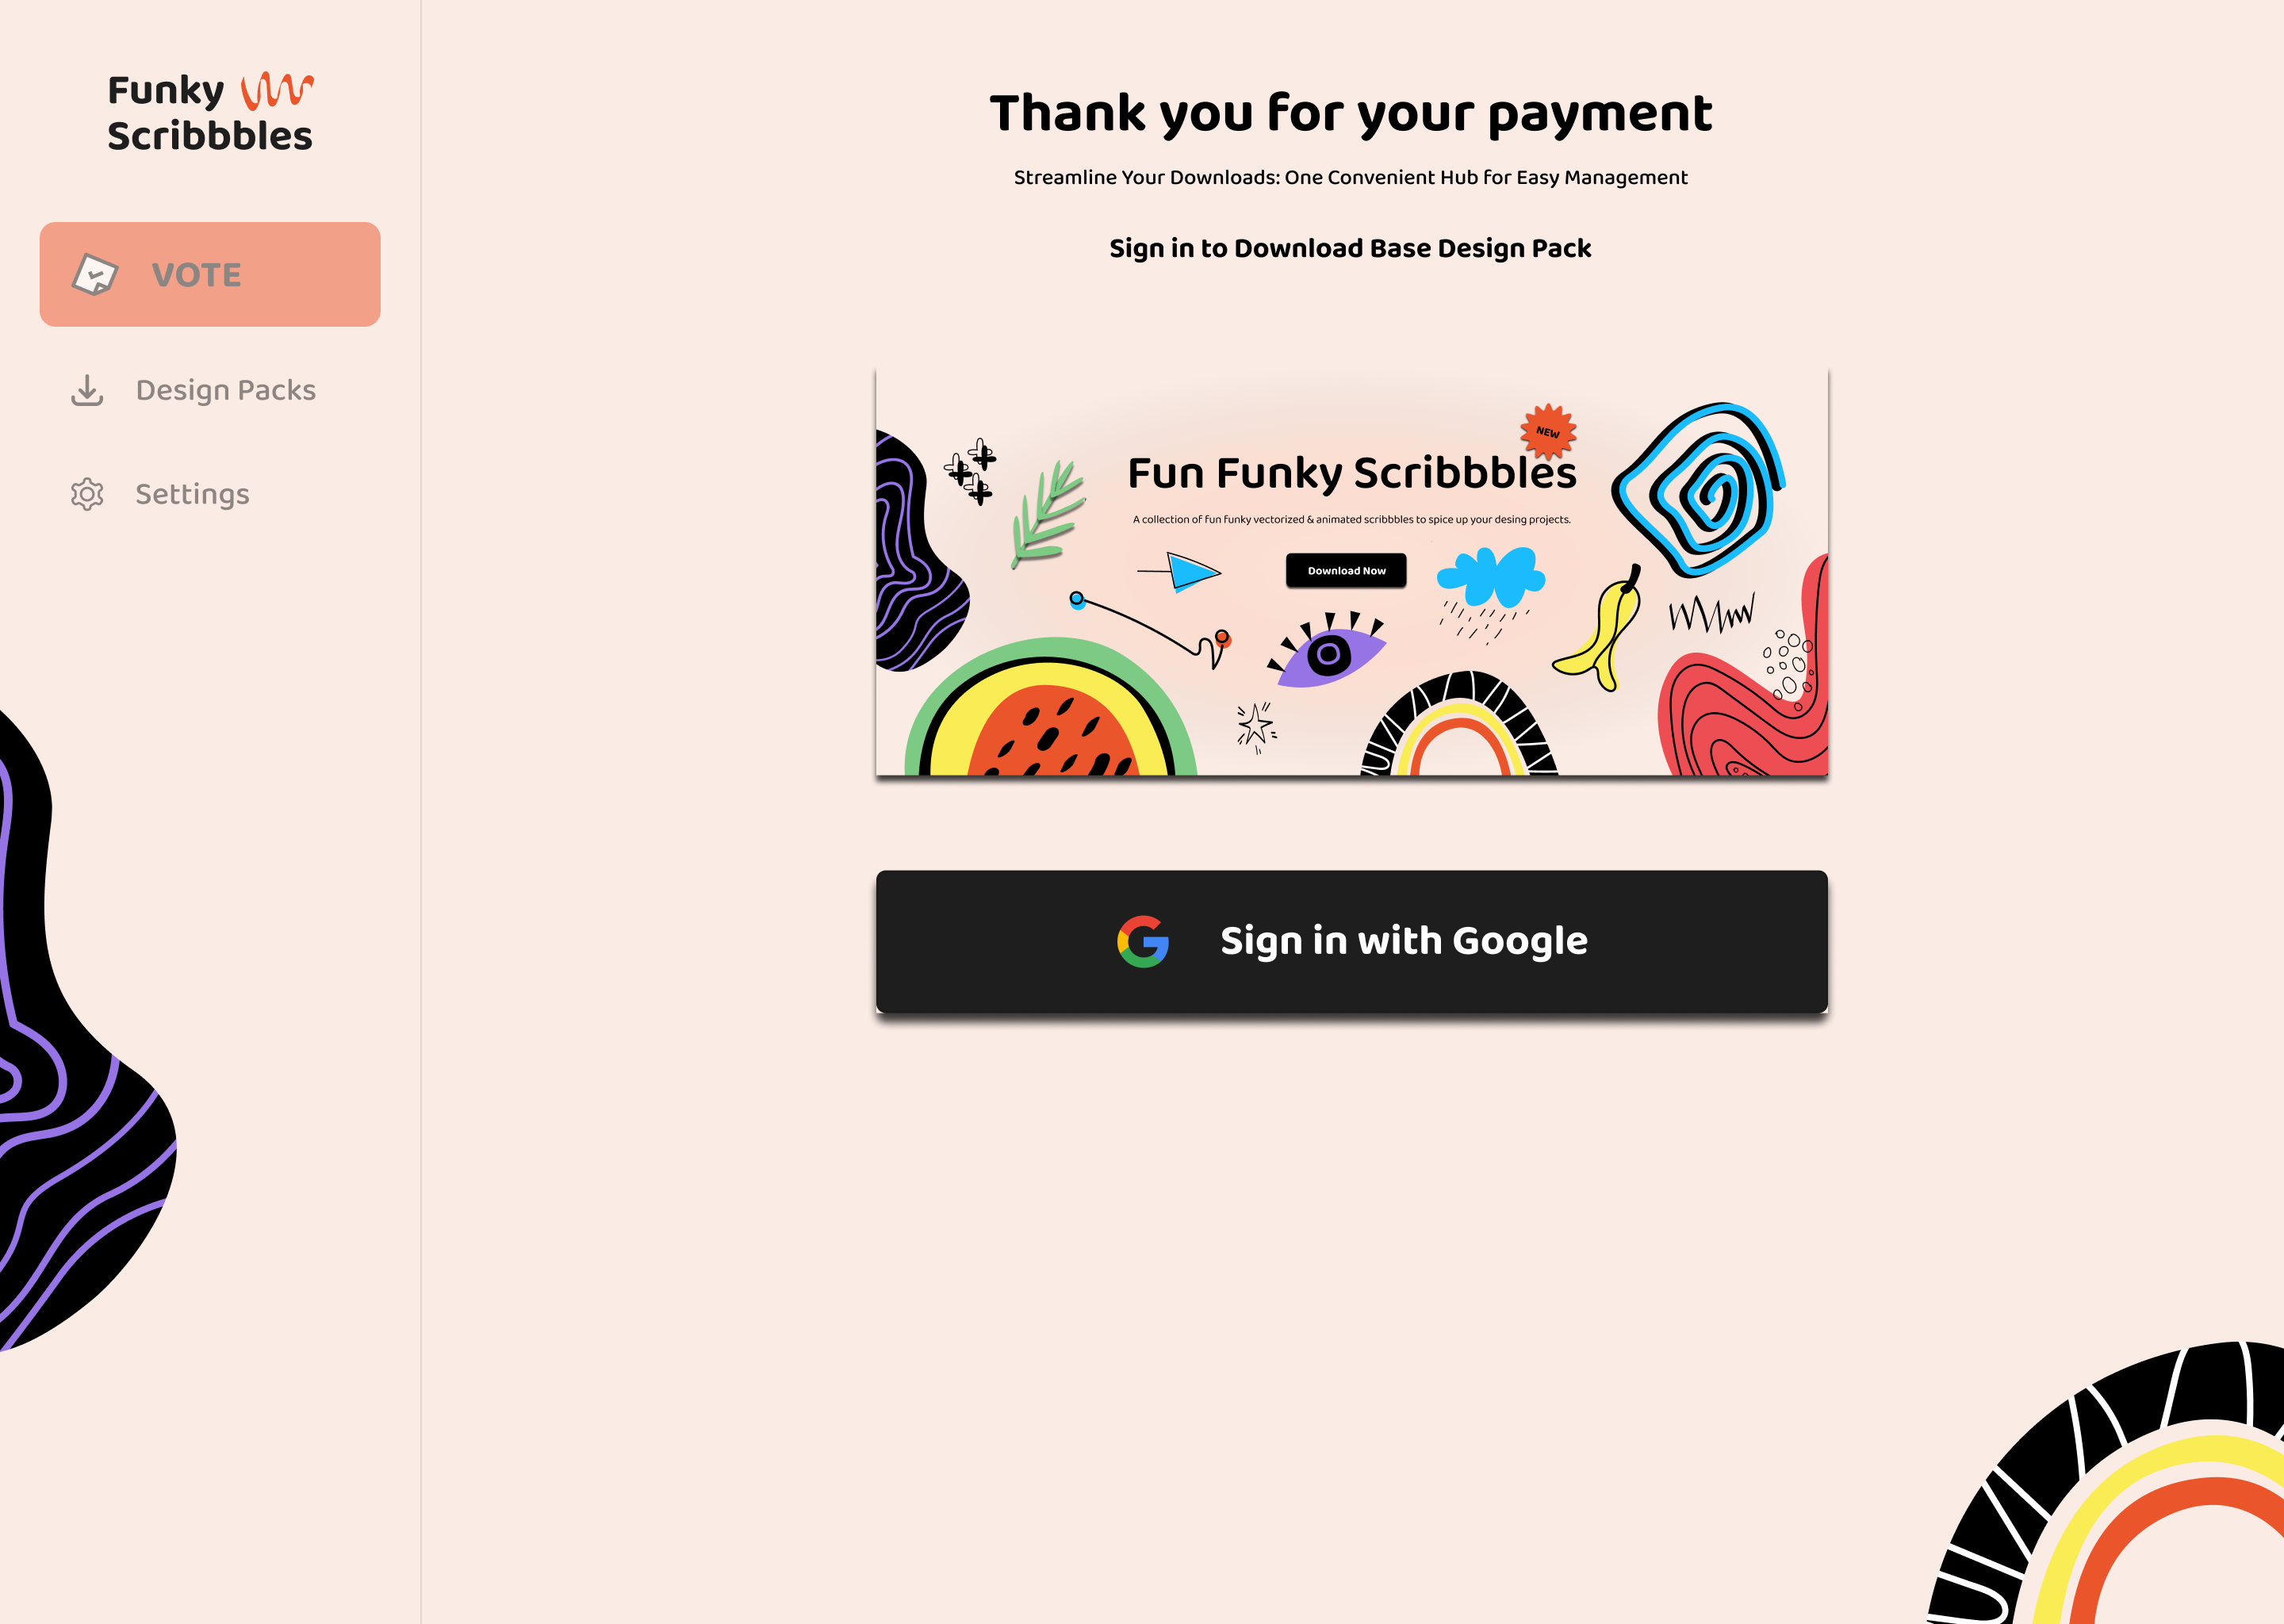 Funky
Scribbbles
VOTE
Design Packs
Settings
Thank you for your payment
Streamline Your Downloads: One Convenient Hub for Easy Management
Sign in to Download Base Design Pack
NEW
Fun Funky Scribbbles
A collection of fun funky vectorized & animated scribbbles to spice up your desing projects.
Download Now
Sign in with Google